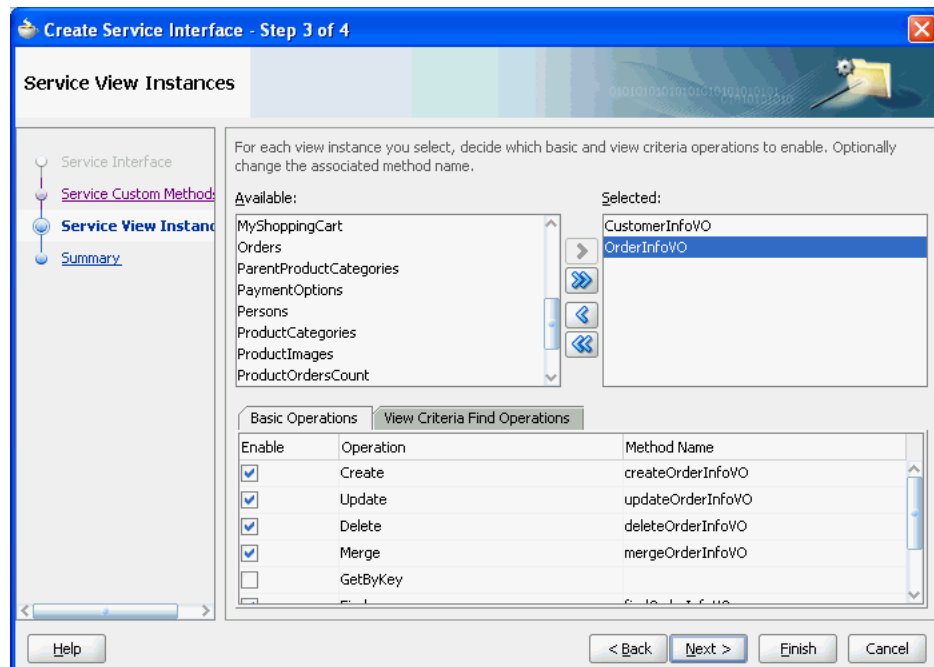 Create Service Interface - Step 3 of 4
Service View Instances
Service Interface
Service Custom Method
Service View Instanc
Summary
For each view instance you select, decide which basic and view criteria operations to enable. Optionally
change the associated method name.
Available:
MyShoppingCart
Orders
ParentProductCategories
PaymentOptions
Persons
ProductCategories
ProductImages
ProductOrdersCount
Selected:
CustomerInfoVO
OrderInfoVO
Basic Operations View Criteria Find Operations
Enable Operation Method Name
Create createOrderInfoVO
Update updateOrderInfoVO
Delete deleteOrderInfoVO
Merge mergeOrderInfoVO
GetByKey
Help < Back Next > Finish Cancel